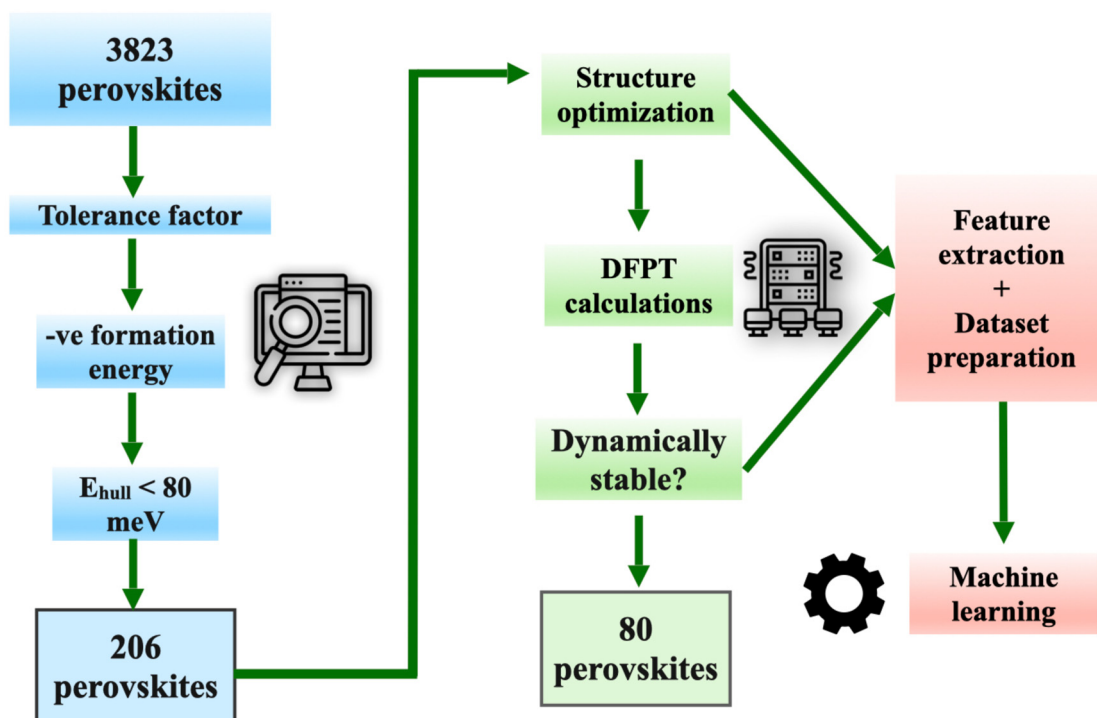 3823
perovskites
Tolerance factor
-ve formation
energy
Ehull < 80
meV
206
perovskites
Structure
optimization
DFPT
calculations
Dynamically
stable?
80
perovskites
Feature
extraction
+
Dataset
preparation
Machine
learning